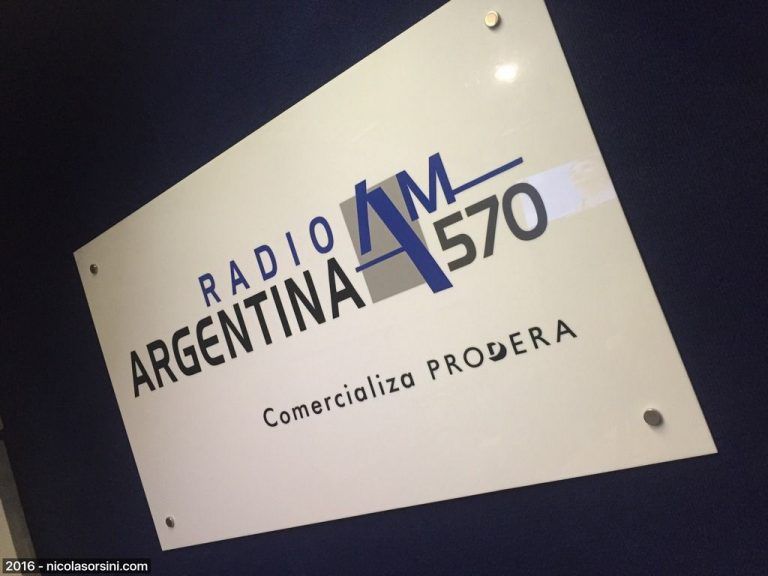 RADIO AM
ARGENTINA 570
Comercializa PRODERA
2016 - nicolasorsini.com